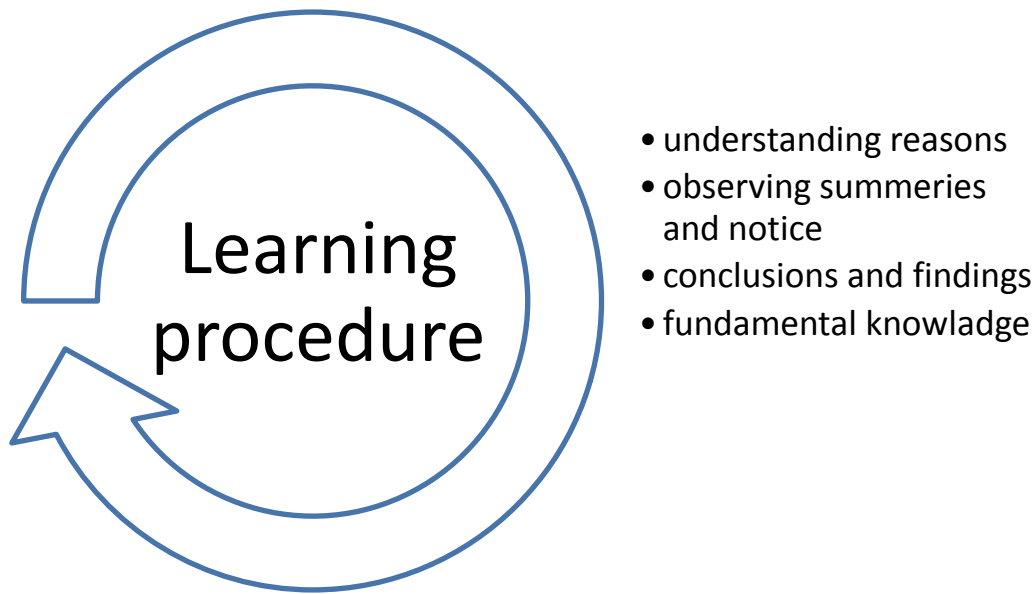 Learning
procedure
• understanding reasons
• observing summeries
and notice
• conclusions and findings
• fundamental knowladge